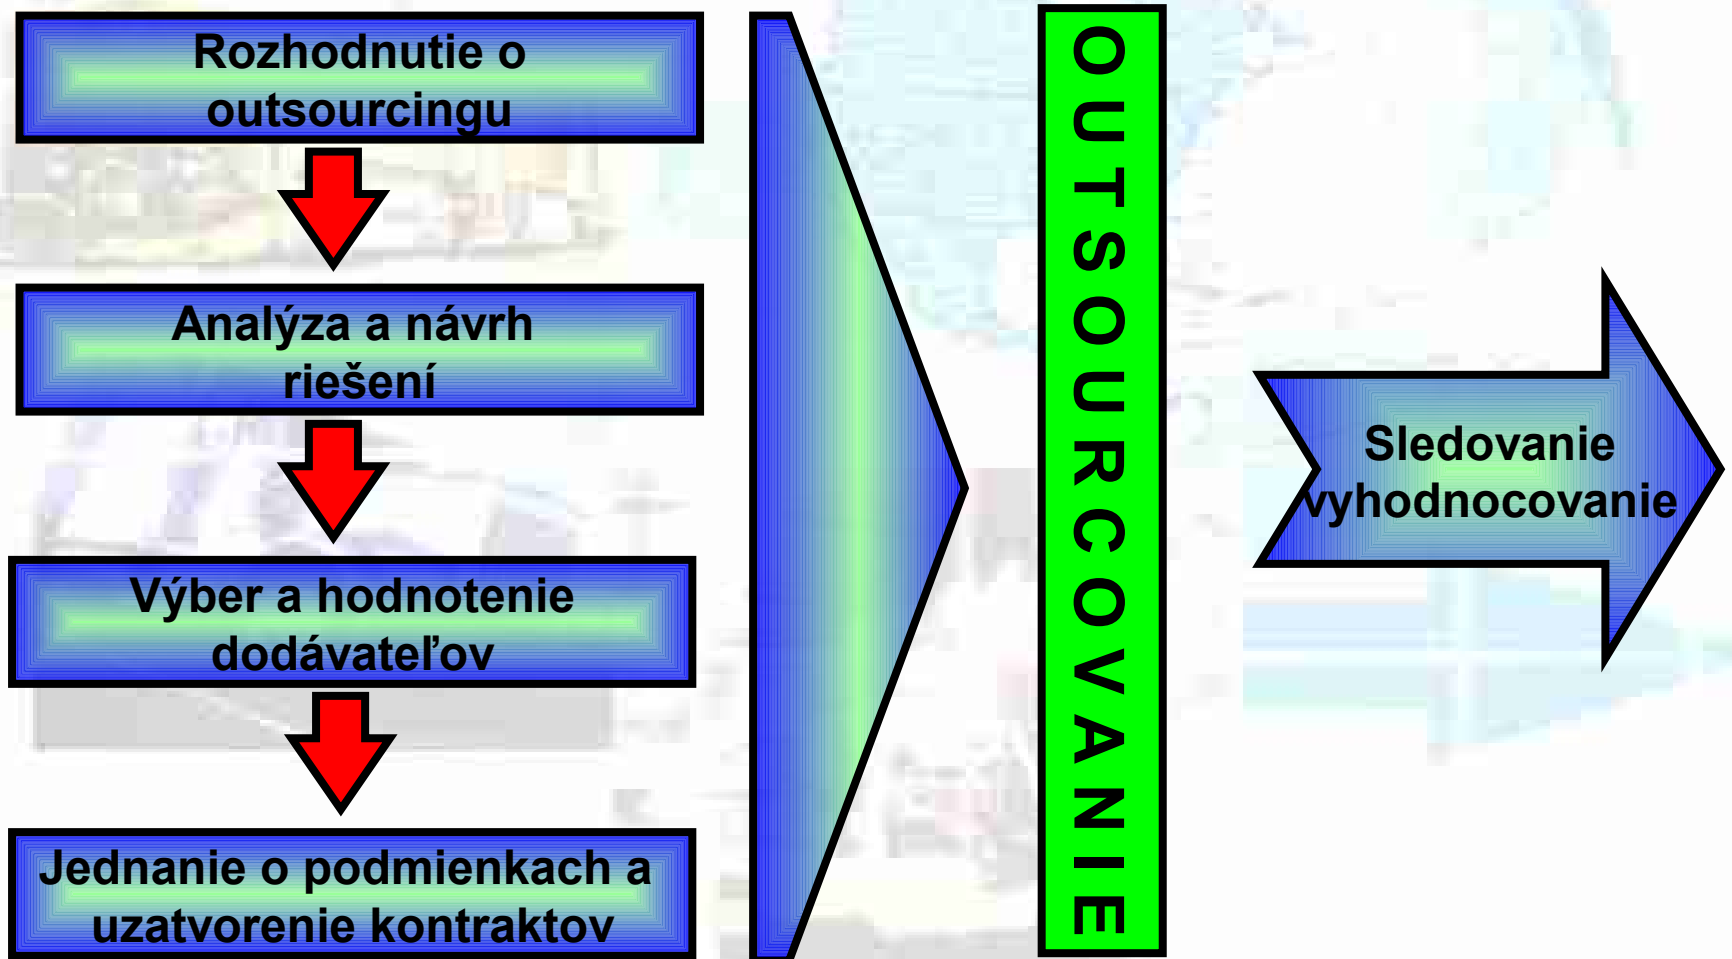 Rozhodnutie o
outsourcingu
Analýza a návrh
riešení
Výber a hodnotenie
dodávateľov
Jednanie o podmienkach a
uzatvorenie kontraktov
OUTSOURCOVANIE
Sledovanie
vyhodnocovanie